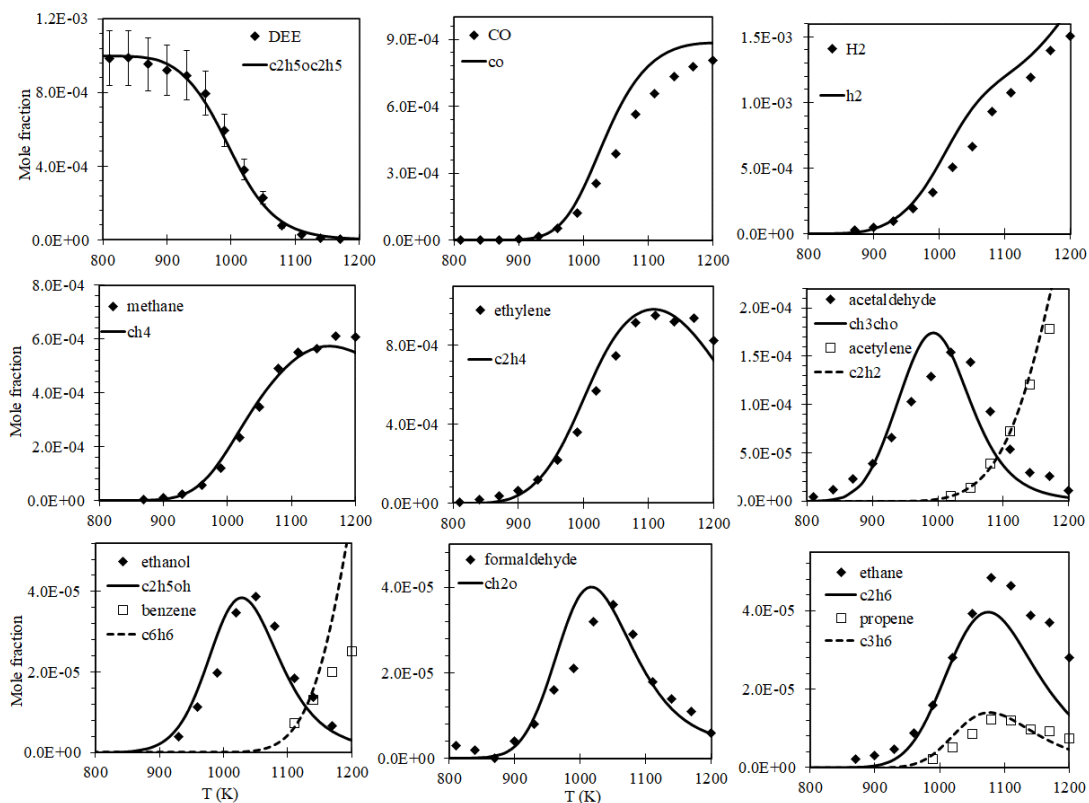 1.2E-03
8.0E-04
4.0E-04
0.0E+00
Mole fraction
DEE
c2h5oc2h5
800 900 1000 1100 1200
9.E-04
6.E-04
3.E-04
0.E+00
CO
co
800 900 1000 1100 1200
1.5E-03
1.0E-03
5.0E-04
0.0E+00
H2
h2
800 900 1000 1100 1200
8.0E-04
6.0E-04
4.0E-04
2.0E-04
0.0E+00
Mole fraction
methane
ch4
800 900 1000 1100 1200
8.E-04
4.E-04
0.E+00
ethylene
c2h4
800 900 1000 1100 1200
2.0E-04
1.5E-04
1.0E-04
5.0E-05
0.0E+00
acetaldehyde
ch3cho
acetylene
c2h2
800 900 1000 1100 1200
4.0E-05
2.0E-05
0.0E+00
Mole fraction
ethanol
c2h5oh
benzene
c6h6
800 900 1000 1100 1200
T (K)
4.0E-05
2.0E-05
0.0E+00
formaldehyde
ch2o
800 900 1000 1100 1200
T (K)
4.0E-05
2.0E-05
0.0E+00
ethane
c2h6
propene
c3h6
800 900 1000 1100 1200
T (K)